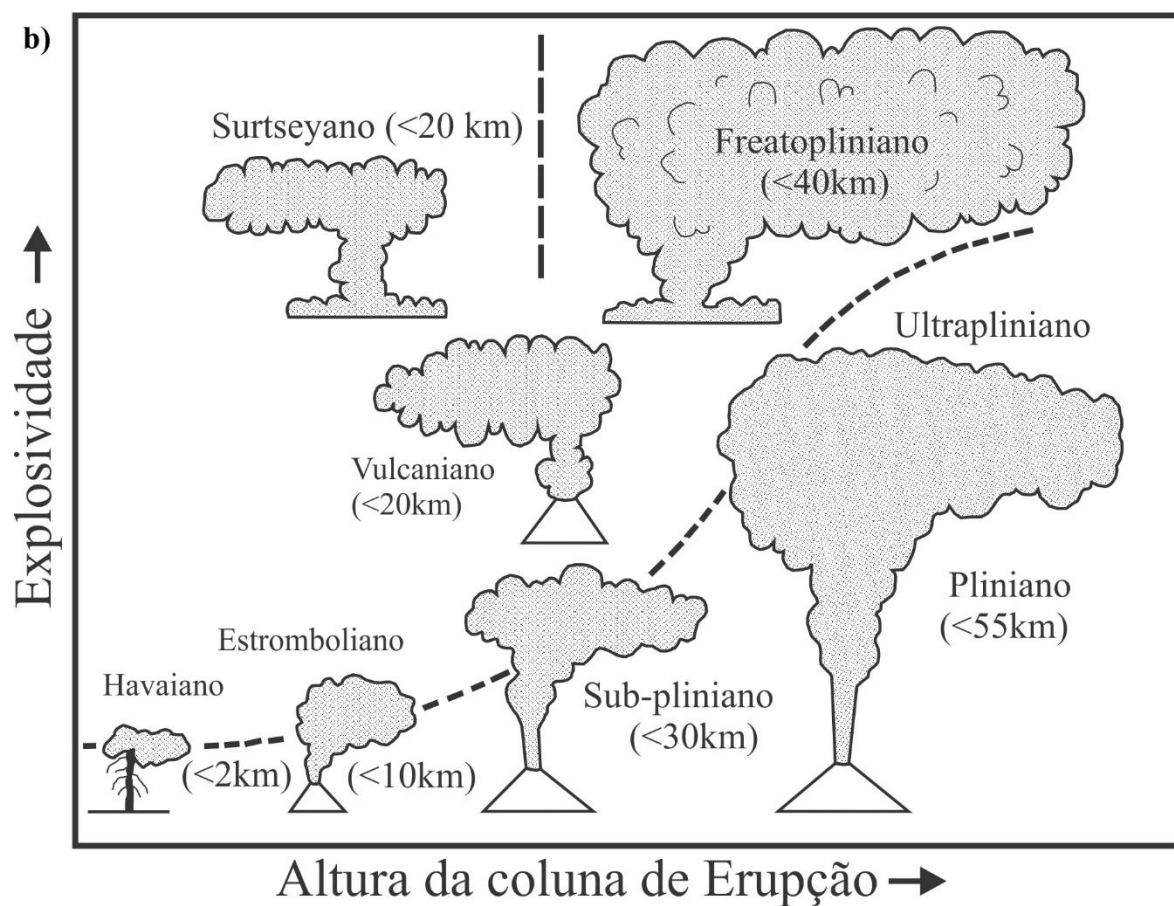 b)
Surtseyano (<20 km)
Freatopliniano
(<40km)
Ultrapliniano
Vulcaniano
(<20km)
Pliniano
(<55km)
Estromboliano
Havaiano
Sub-pliniano
(<30km)
(<2km)
(<10km)
Explosividade
Altura da coluna de Erupção